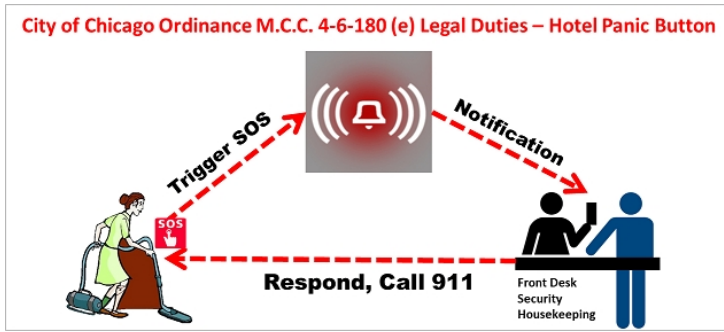 City of Chicago Ordinance M.C.C. 4-6-180 (e) Legal Duties – Hotel Panic Button
Trigger SOS
Notification
SOS
Respond, Call 911
Front Desk
Security
Housekeeping